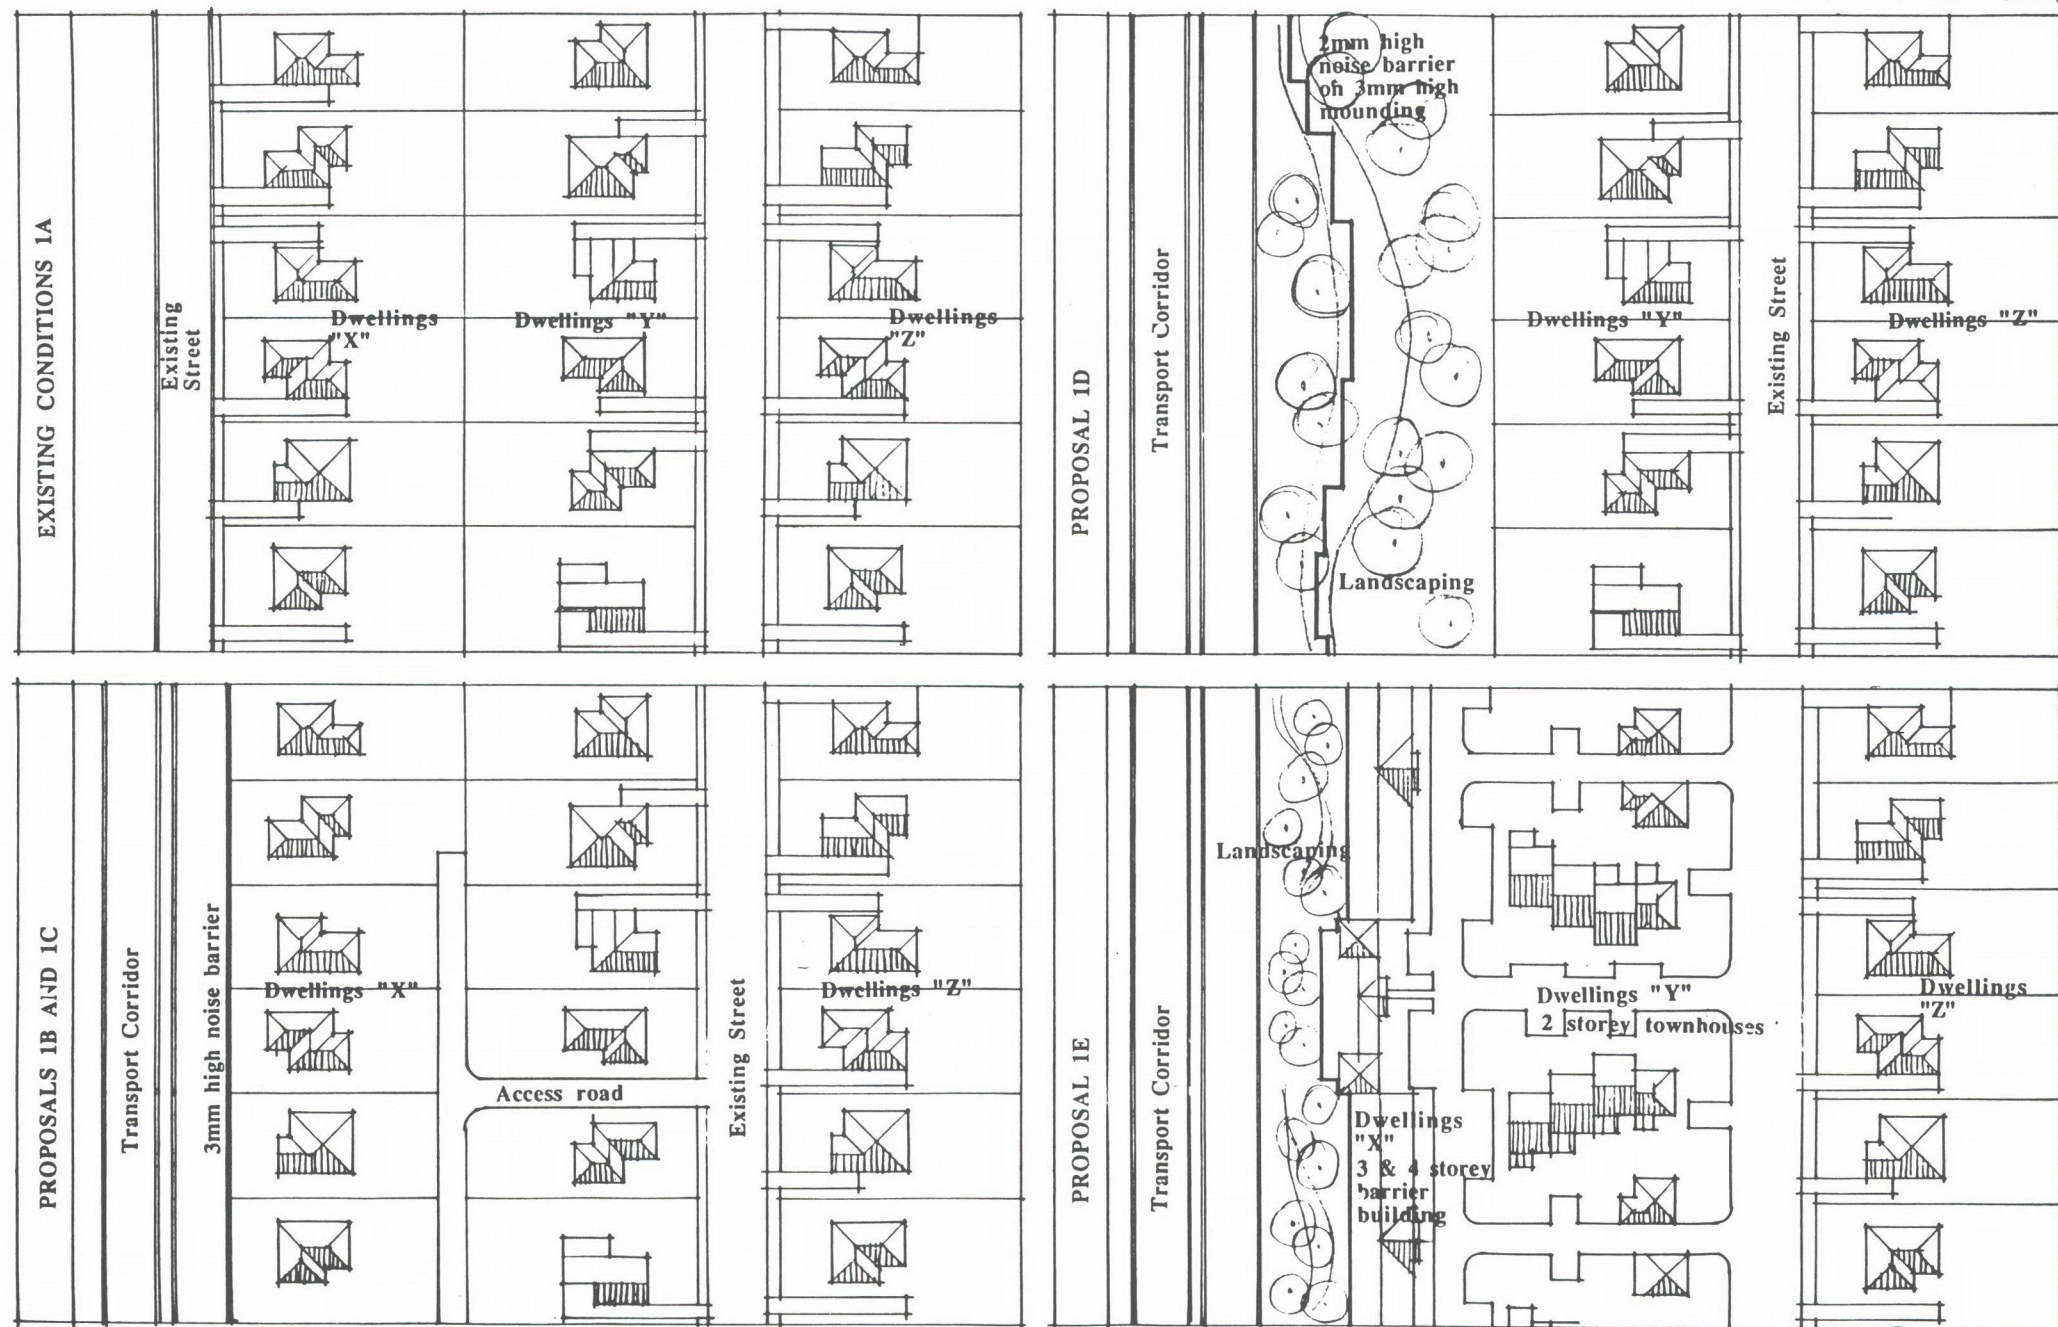 EXISTING CONDITIONS 1A
Existing
Street
Dwellings
"X"
Dwellings "Y"
Dwellings
"Z"
PROPOSAL 1D
Transport Corridor
2mm high
noise barrier
on 3mm high
mounding
Landscaping
Dwellings "Y"
Existing Street
Dwellings "Z"
PROPOSALS 1B AND 1C
Transport Corridor
3mm high noise barrier
Dwellings "X"
Access road
Existing Street
Dwellings "Z"
PROPOSAL 1E
Transport Corridor
Landscaping
Dwellings
"X"
3 & 4 storey
barrier
building
Dwellings "Y"
2 storey townhouses
Dwellings
"Z"